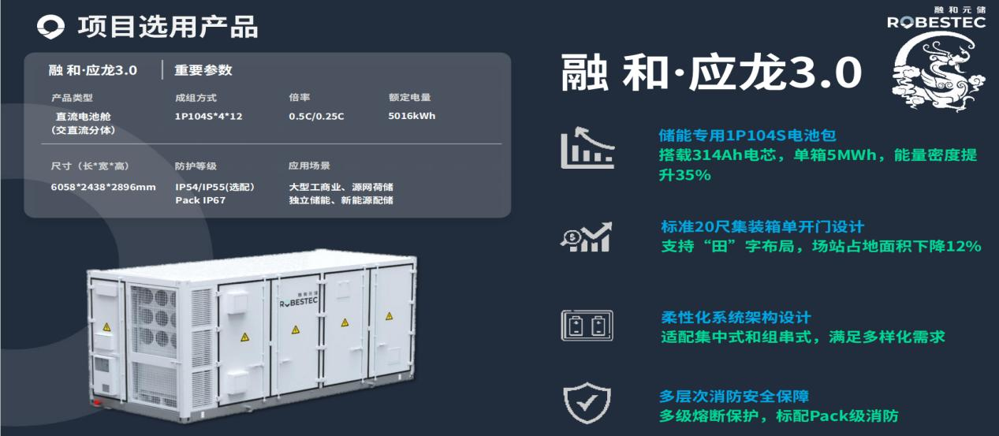 项目选用产品
融和·应龙3.0
重要参数
产品类型
成组方式
倍率
额定电量
直流电池舱
(交直流分体)
1P104S*4*12
0.5C/0.25C
5016kWh
尺寸（长*宽*高）
防护等级
应用场景
6058*2438*2896mm
IP54/IP55(选配)
Pack IP67
大型工商业、源网荷储
独立储能、新能源配储
融和元储
ROBESTEC
融和元储
ROBESTEC
融 和·应龙3.0
储能专用1P104S电池包
搭载314Ah电芯，单箱5MWh，能量密度提
升35%
标准20尺集装箱单开门设计
支持“田”字布局，场站占地面积下降12%
柔性化系统架构设计
适配集中式和组串式，满足多样化需求
多层次消防安全保障
多级熔断保护，标配Pack级消防